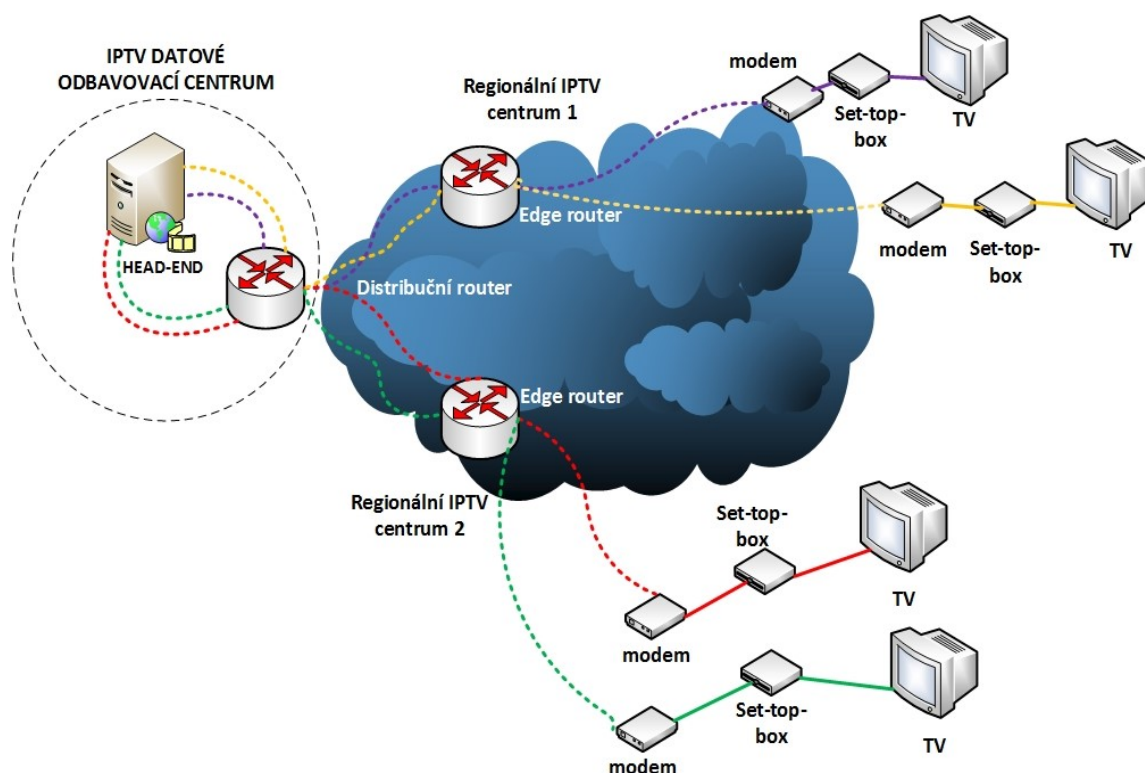 IPTV DATOVÉ
ODBAVOVACÍ CENTRUM
HEAD-END
Distribuční router
Regionální IPTV
centrum 1
Edge router
modem
Set-top-
box
TV
modem
Set-top-
box
TV
Edge router
Regionální IPTV
centrum 2
Set-top-
box
TV
modem
Set-top-
box
TV
modem